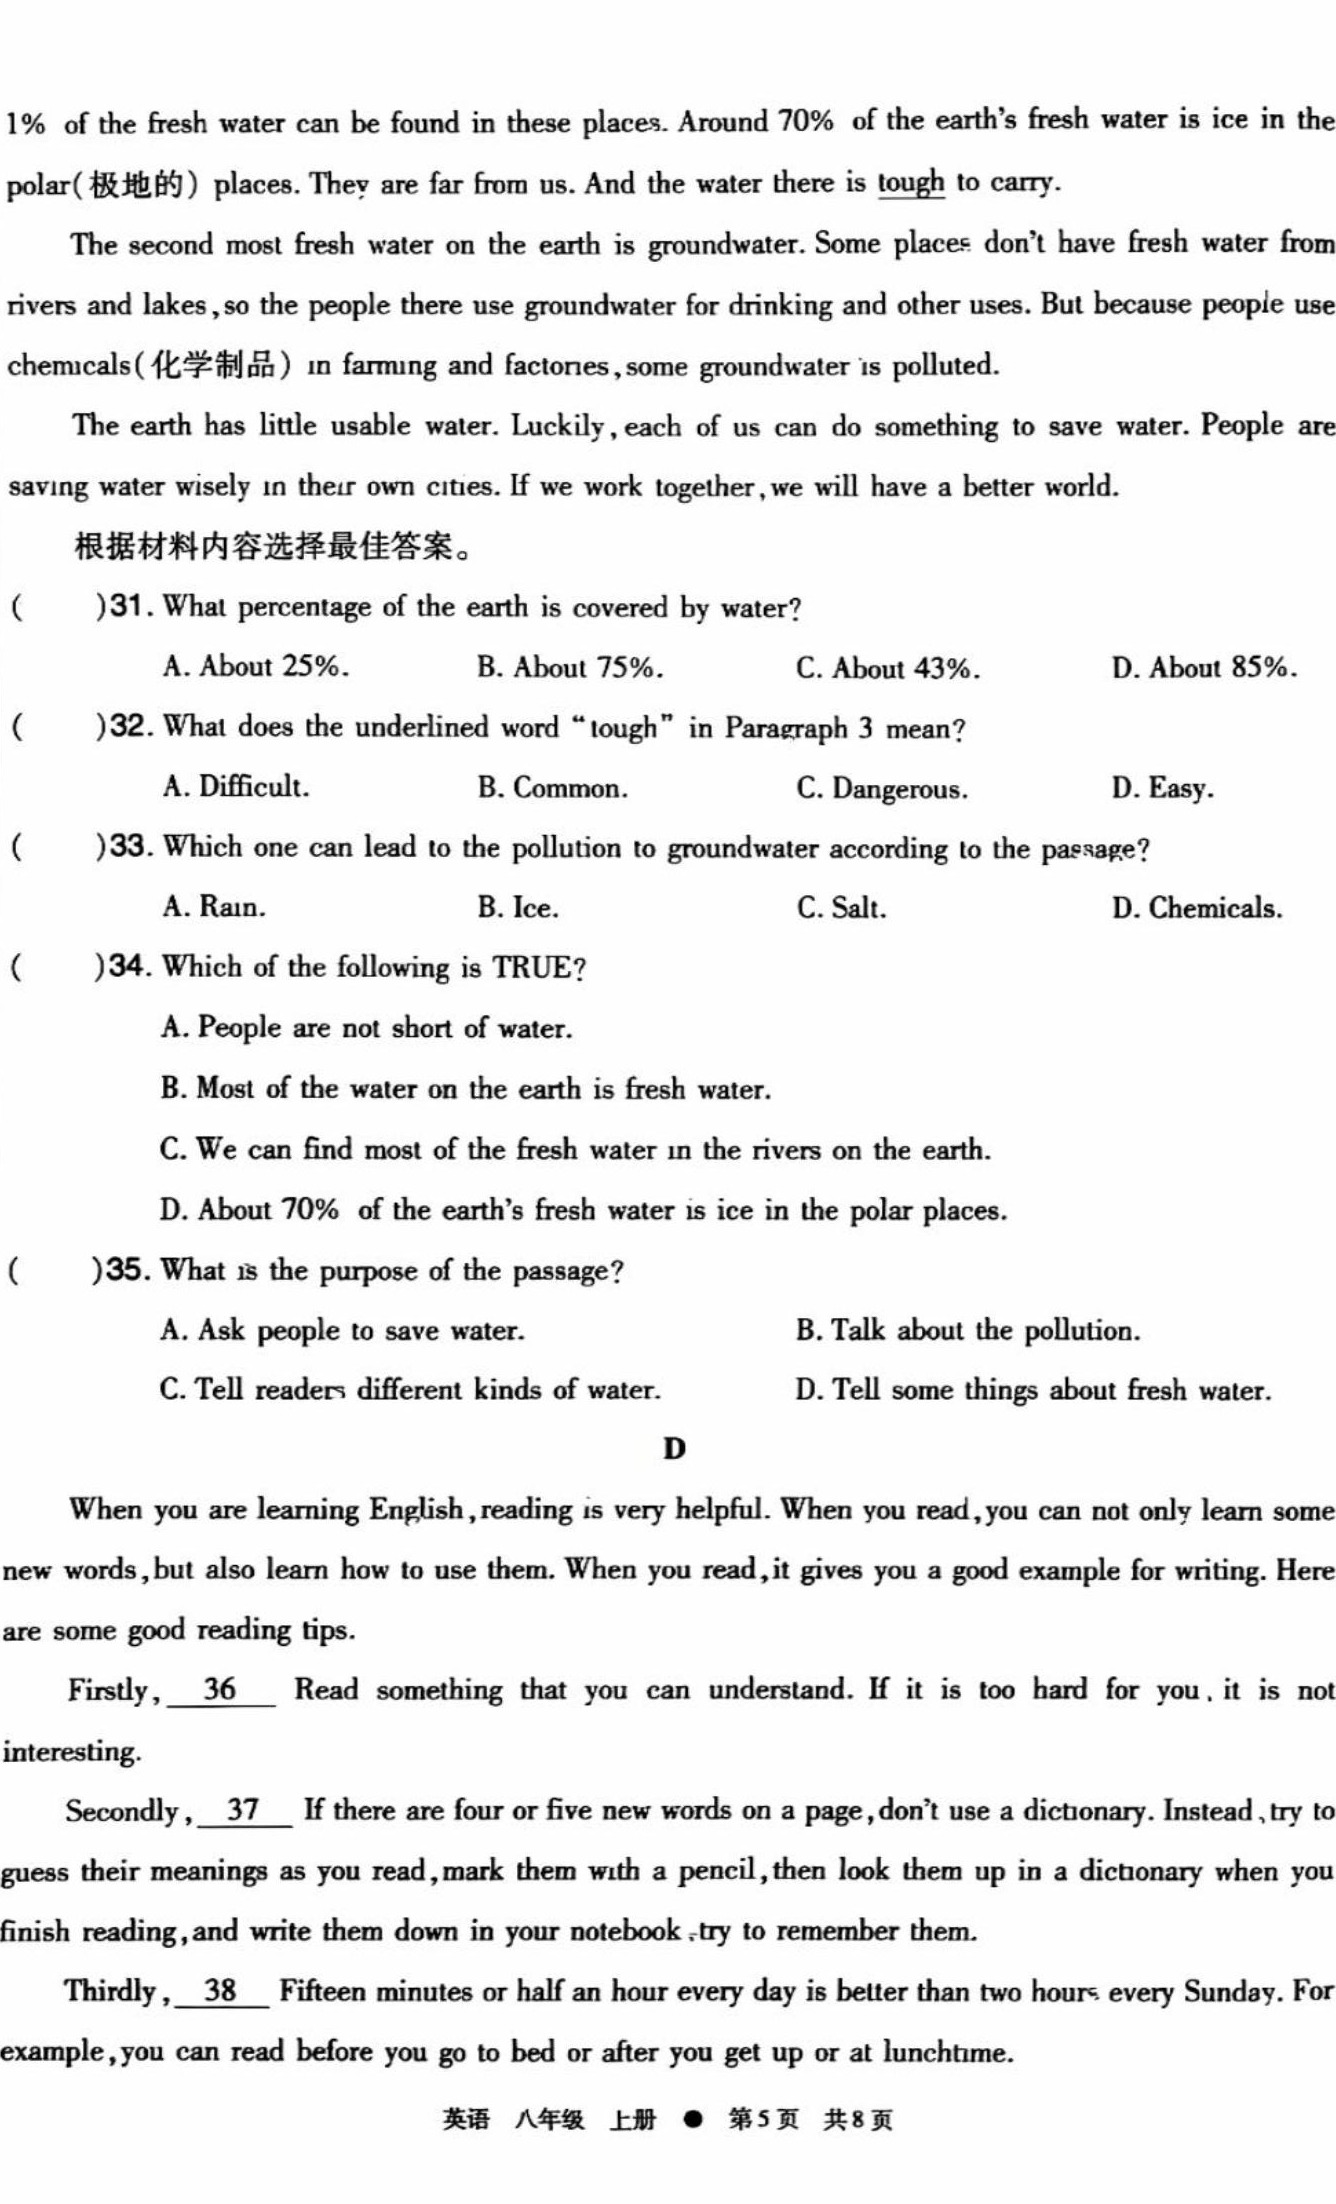 1% of the fresh water can be found in these places. Around 70% of the earth's fresh water is ice in the
polar(极地的) places. They are far from us. And the water there is tough to carry.
The second most fresh water on the earth is groundwater. Some places don't have fresh water from
rivers and lakes, so the people there use groundwater for drinking and other uses. But because people use
chemicals(化学制品) in farming and factories, some groundwater is polluted.
The earth has little usable water. Luckily, each of us can do something to save water. People are
saving water wisely in their own cities. If we work together, we will have a better world.
根据材料内容选择最佳答案。
( )31. What percentage of the earth is covered by water?
A. About 25%. B. About 75%. C. About 43%. D. About 85%.
( )32. What does the underlined word “tough” in Paragraph 3 mean?
A. Difficult. B. Common. C. Dangerous. D. Easy.
( )33. Which one can lead to the pollution to groundwater according to the passage?
A. Rain. B. Ice. C. Salt. D. Chemicals.
( )34. Which of the following is TRUE?
A. People are not short of water.
B. Most of the water on the earth is fresh water.
C. We can find most of the fresh water in the rivers on the earth.
D. About 70% of the earth's fresh water is ice in the polar places.
( )35. What is the purpose of the passage?
A. Ask people to save water. B. Talk about the pollution.
C. Tell readers different kinds of water. D. Tell some things about fresh water.
D
When you are learning English, reading is very helpful. When you read, you can not only learn some
new words, but also learn how to use them. When you read, it gives you a good example for writing. Here
are some good reading tips.
Firstly, 36 Read something that you can understand. If it is too hard for you, it is not
interesting.
Secondly, 37 If there are four or five new words on a page, don't use a dictionary. Instead, try to
guess their meanings as you read, mark them with a pencil, then look them up in a dictionary when you
finish reading, and write them down in your notebook, try to remember them.
Thirdly, 38 Fifteen minutes or half an hour every day is better than two hours every Sunday. For
example, you can read before you go to bed or after you get up or at lunchtime.
英语 八年级 上册 ● 第5页 共8页